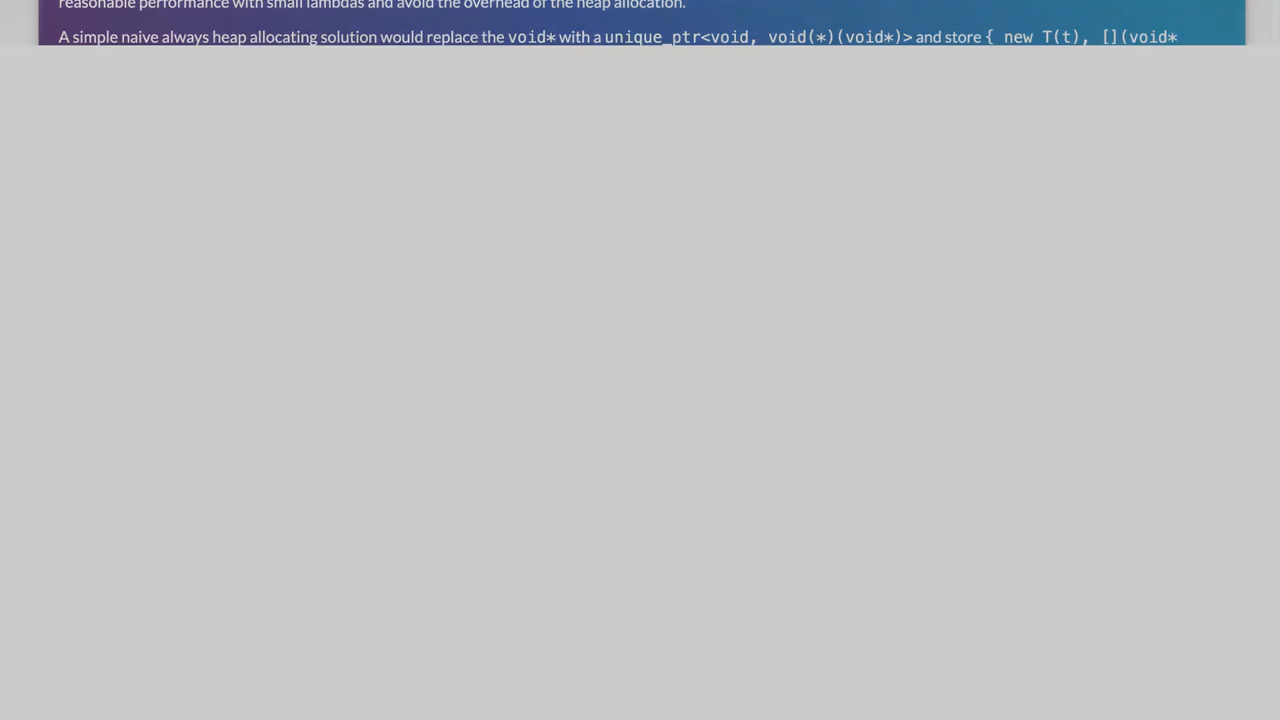 reasonable performance with small lambdas and avoid the overhead of the heap allocation.
A simple naive always heap allocating solution would replace the void* with a unique_ptr<void, void(*)(void*)> and store { new T(t), [](void*